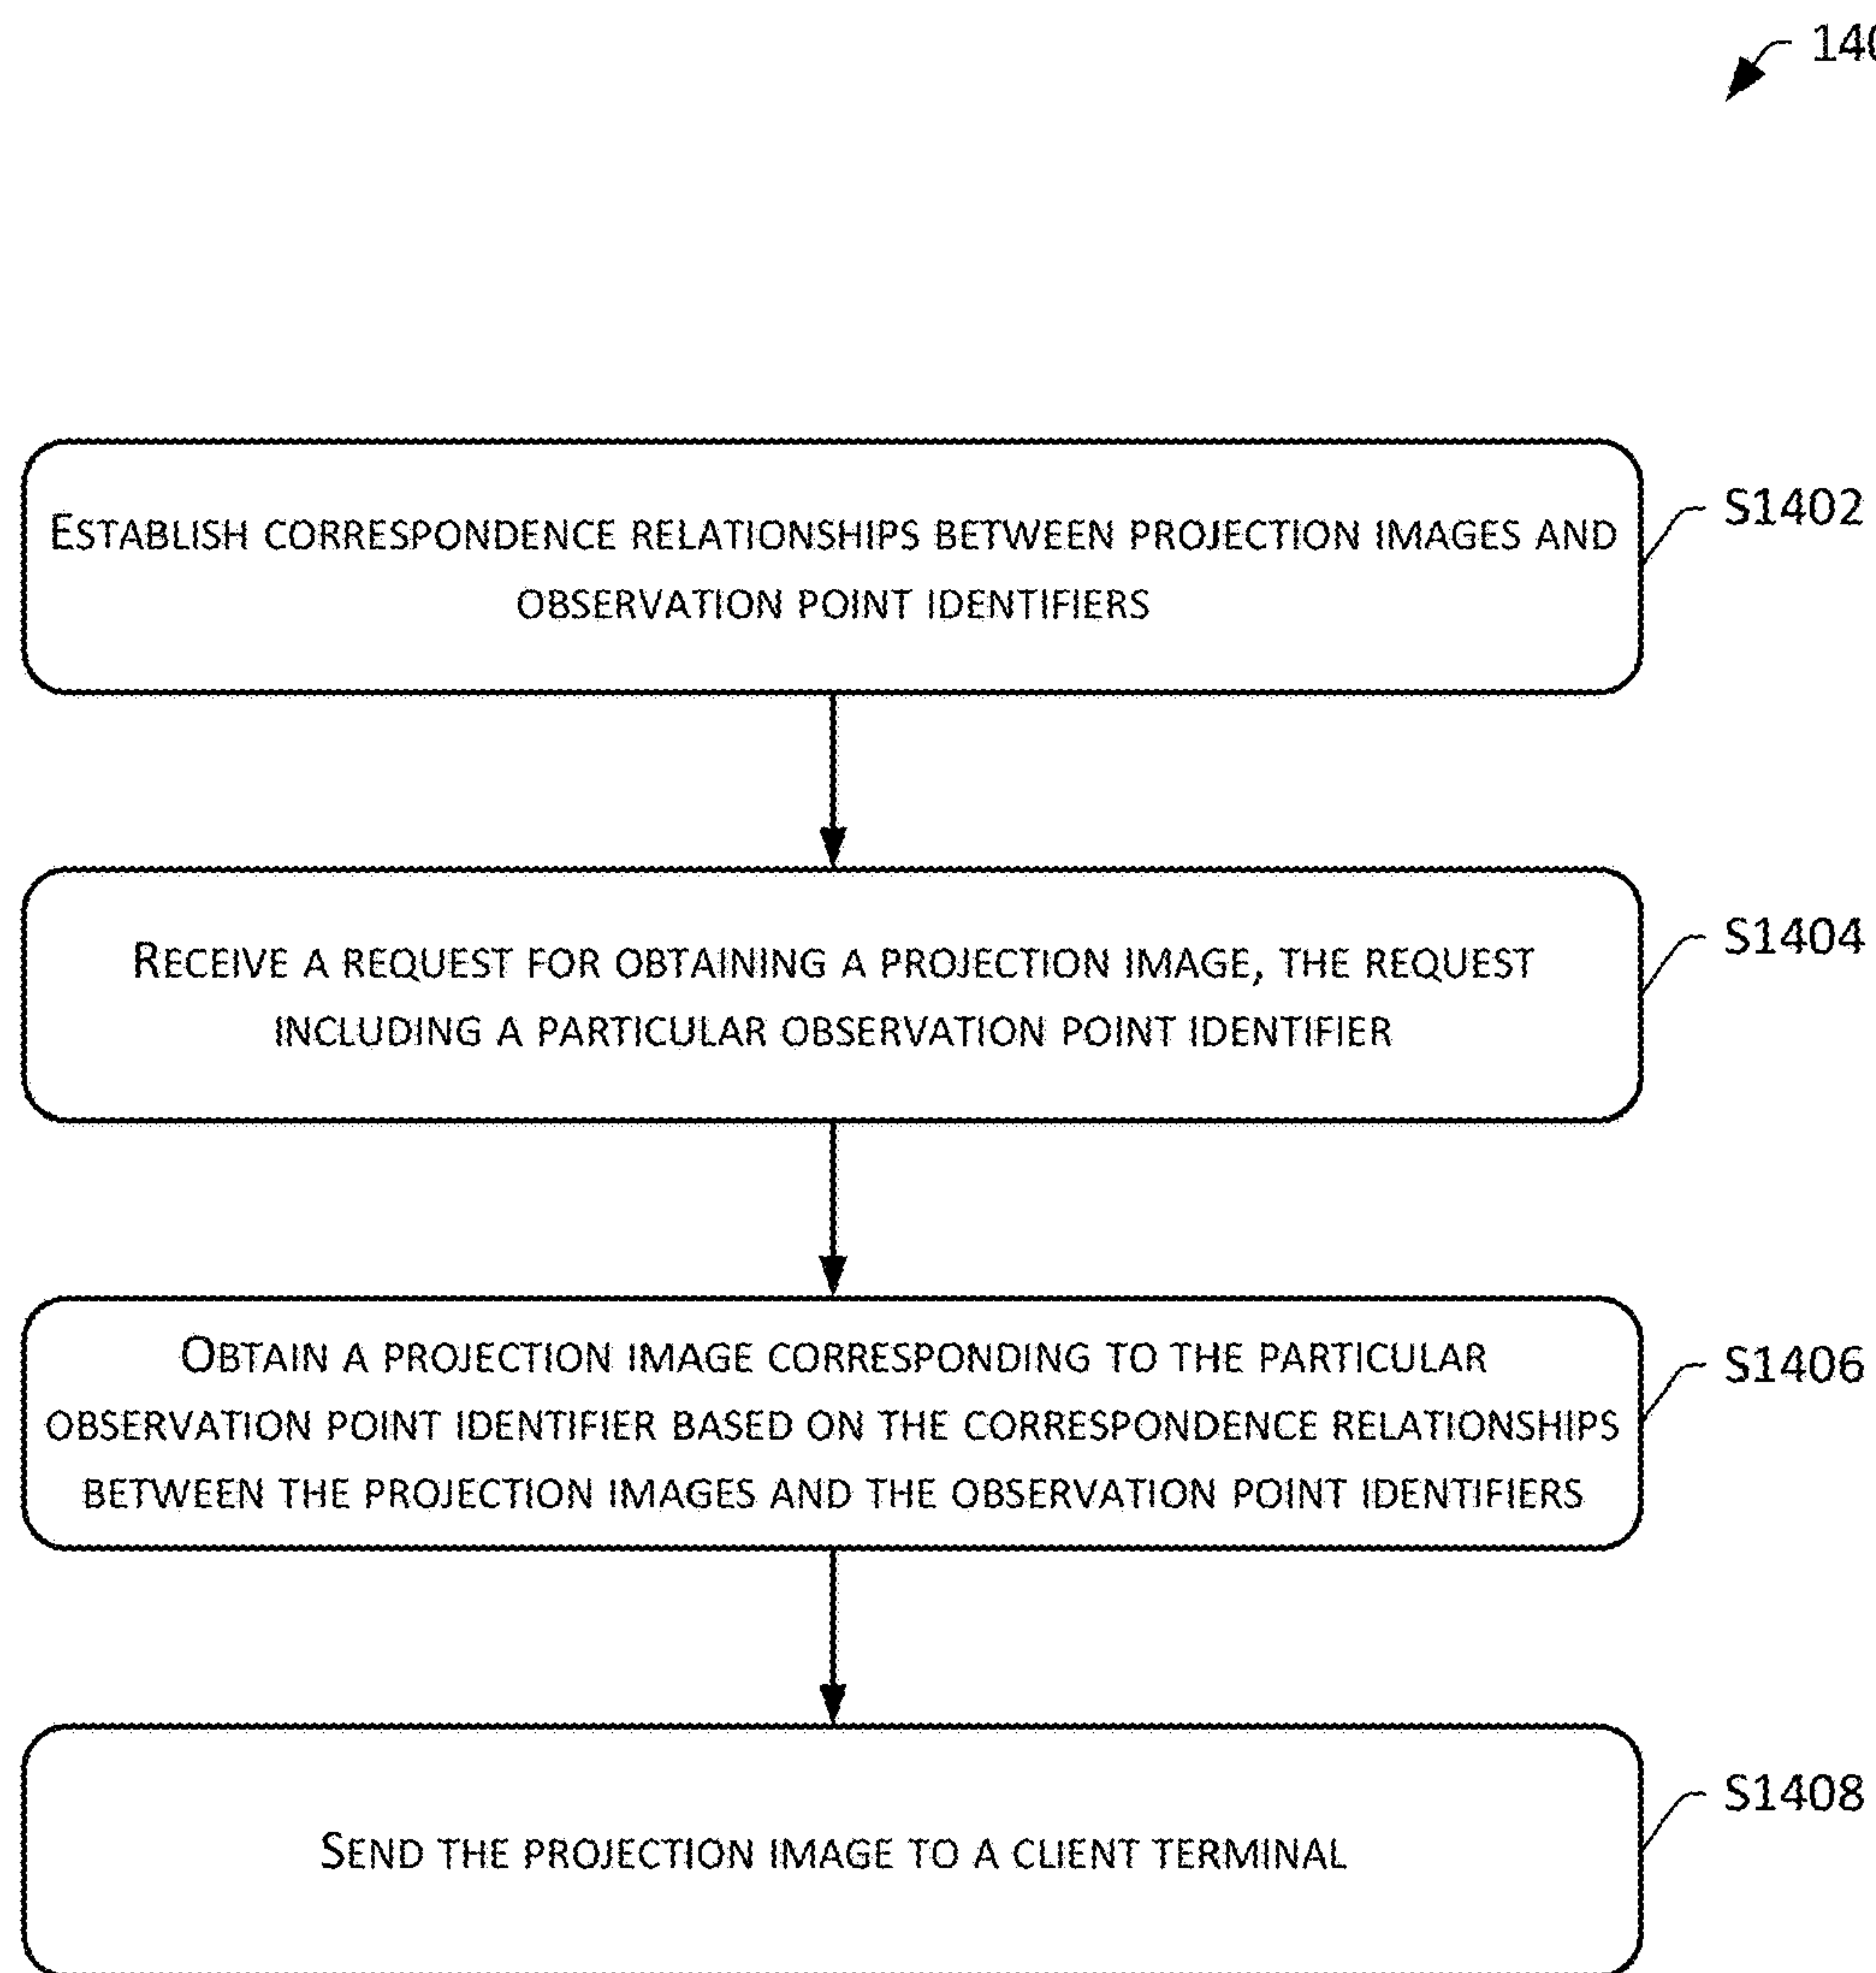 ESTABLISH CORRESPONDENCE RELATIONSHIPS BETWEEN PROJECTION IMAGES AND
OBSERVATION POINT IDENTIFIERS
S1402
RECEIVE A REQUEST FOR OBTAINING A PROJECTION IMAGE, THE REQUEST
INCLUDING A PARTICULAR OBSERVATION POINT IDENTIFIER
S1404
OBTAIN A PROJECTION IMAGE CORRESPONDING TO THE PARTICULAR
OBSERVATION POINT IDENTIFIER BASED ON THE CORRESPONDENCE RELATIONSHIPS
BETWEEN THE PROJECTION IMAGES AND THE OBSERVATION POINT IDENTIFIERS
S1406
SEND THE PROJECTION IMAGE TO A CLIENT TERMINAL
S1408